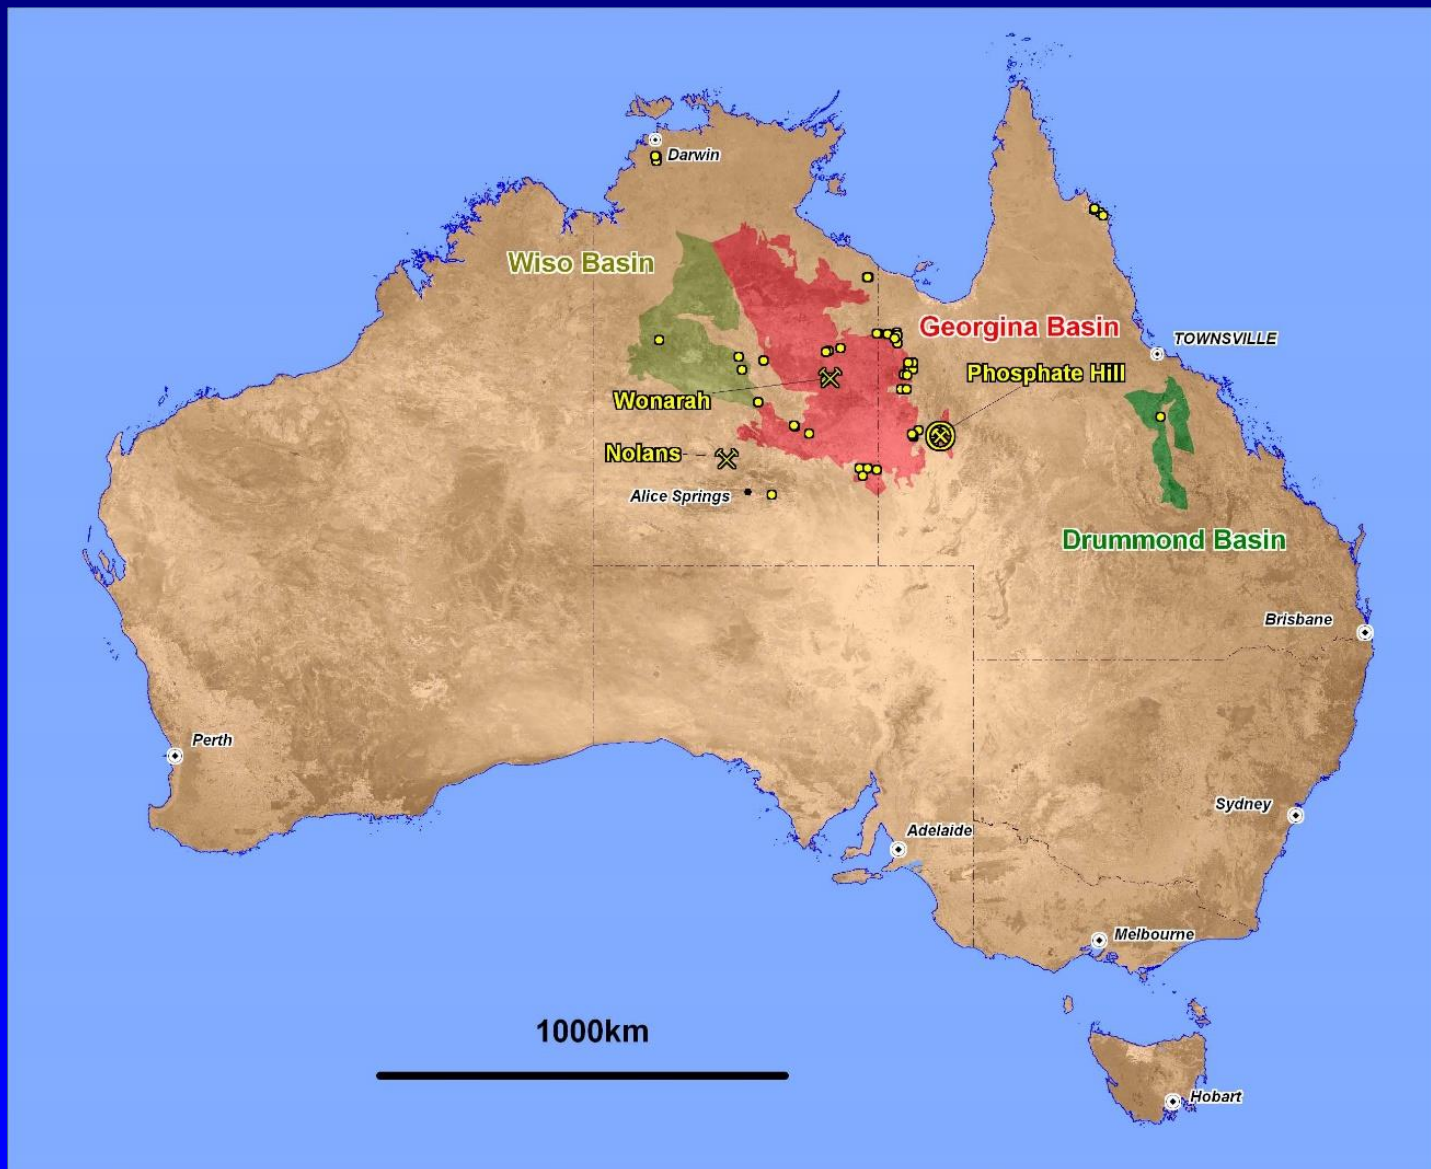 Darwin
Wiso Basin
Georgina Basin
TOWNSVILLE
Phosphate Hill
Wonarah
Nolans
Alice Springs
Drummond Basin
Brisbane
Perth
Sydney
Adelaide
Melbourne
1000km
Hobart